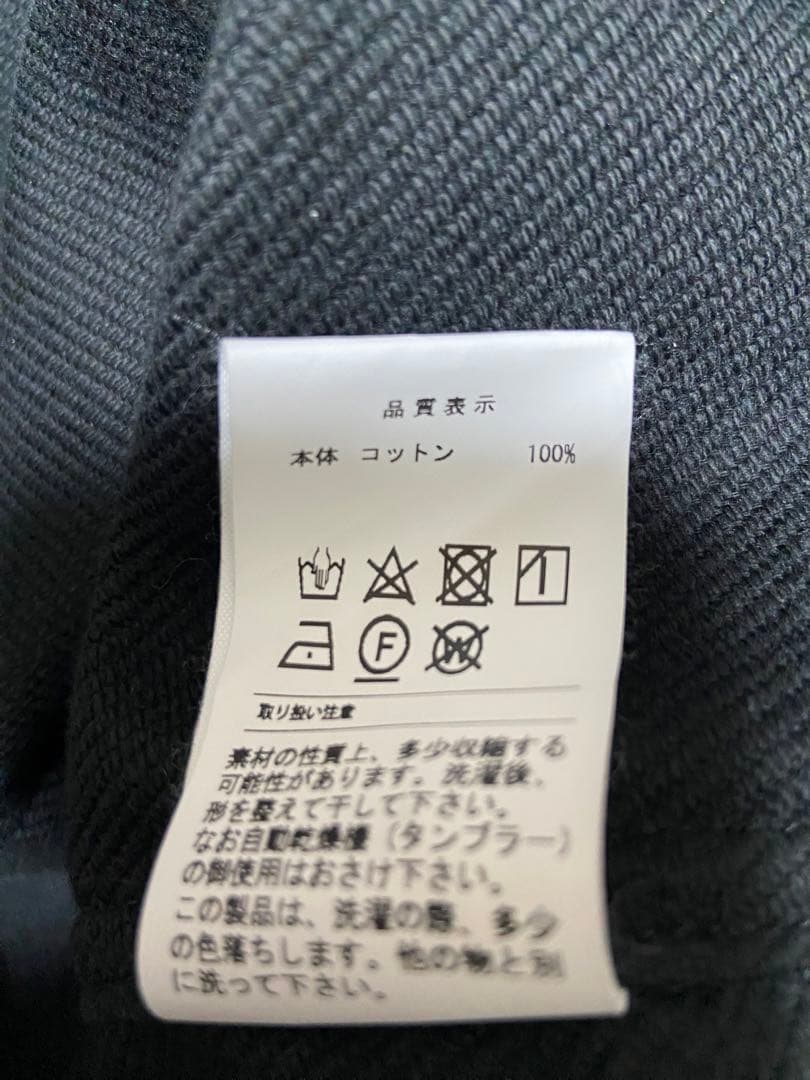 品質表示
本体 コットン 100%
F
W
取り扱い注意
素材の性質上、多少収縮する
可能性があります。洗濯後、
形を整えて干して下さい。
なお自動乾燥機（タンブラー）
の御使用はおさけ下さい。
この製品は、洗濯の際、多少
の色落ちします。他の物と別
に洗って下さい。